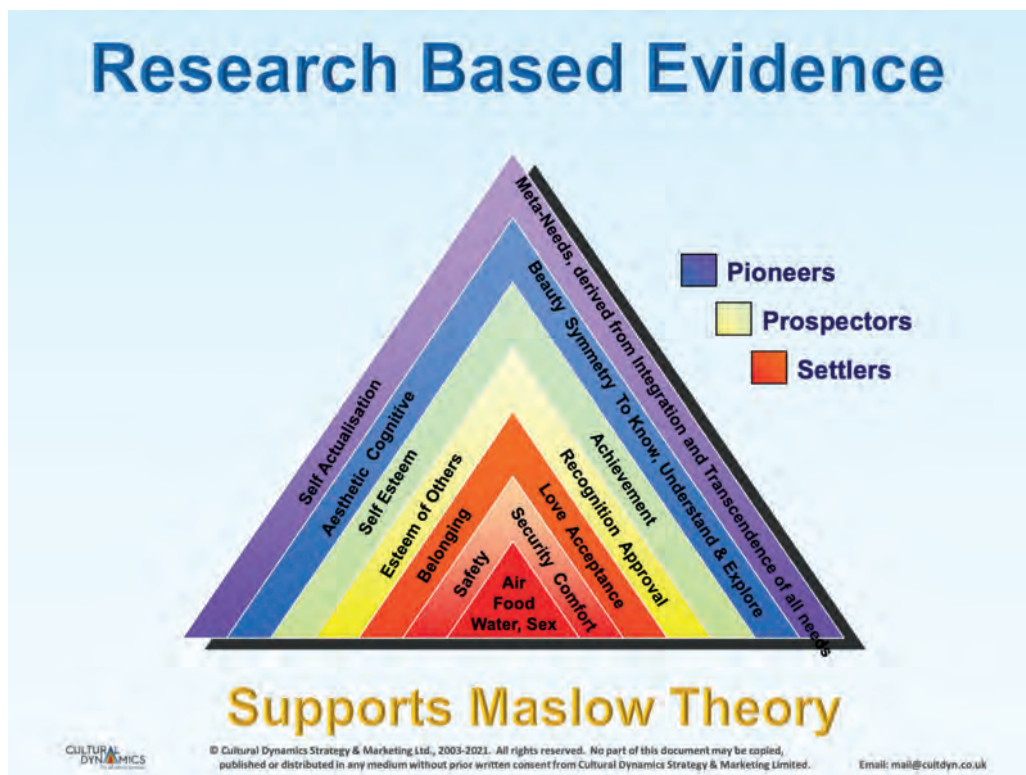 Research Based Evidence
Self Actualisation
Meta-Needs, derived from Integration and Transcendence of all needs
Aesthetic Cognitive
Beauty Symmetry To Know, Understand & Explore
Self Esteem
Achievement
Esteem of Others
Recognition Approval
Belonging
Love Acceptance
Safety
Security Comfort
Air
Food
Water, Sex
Pioneers
Prospectors
Settlers
Supports Maslow Theory
CULTURAL
DYNAMICS
© Cultural Dynamics Strategy & Marketing Ltd., 2003-2021. All rights reserved. No part of this document may be copied,
published or distributed in any medium without prior written consent from Cultural Dynamics Strategy & Marketing Limited.
Email: mail@cultdyn.co.uk